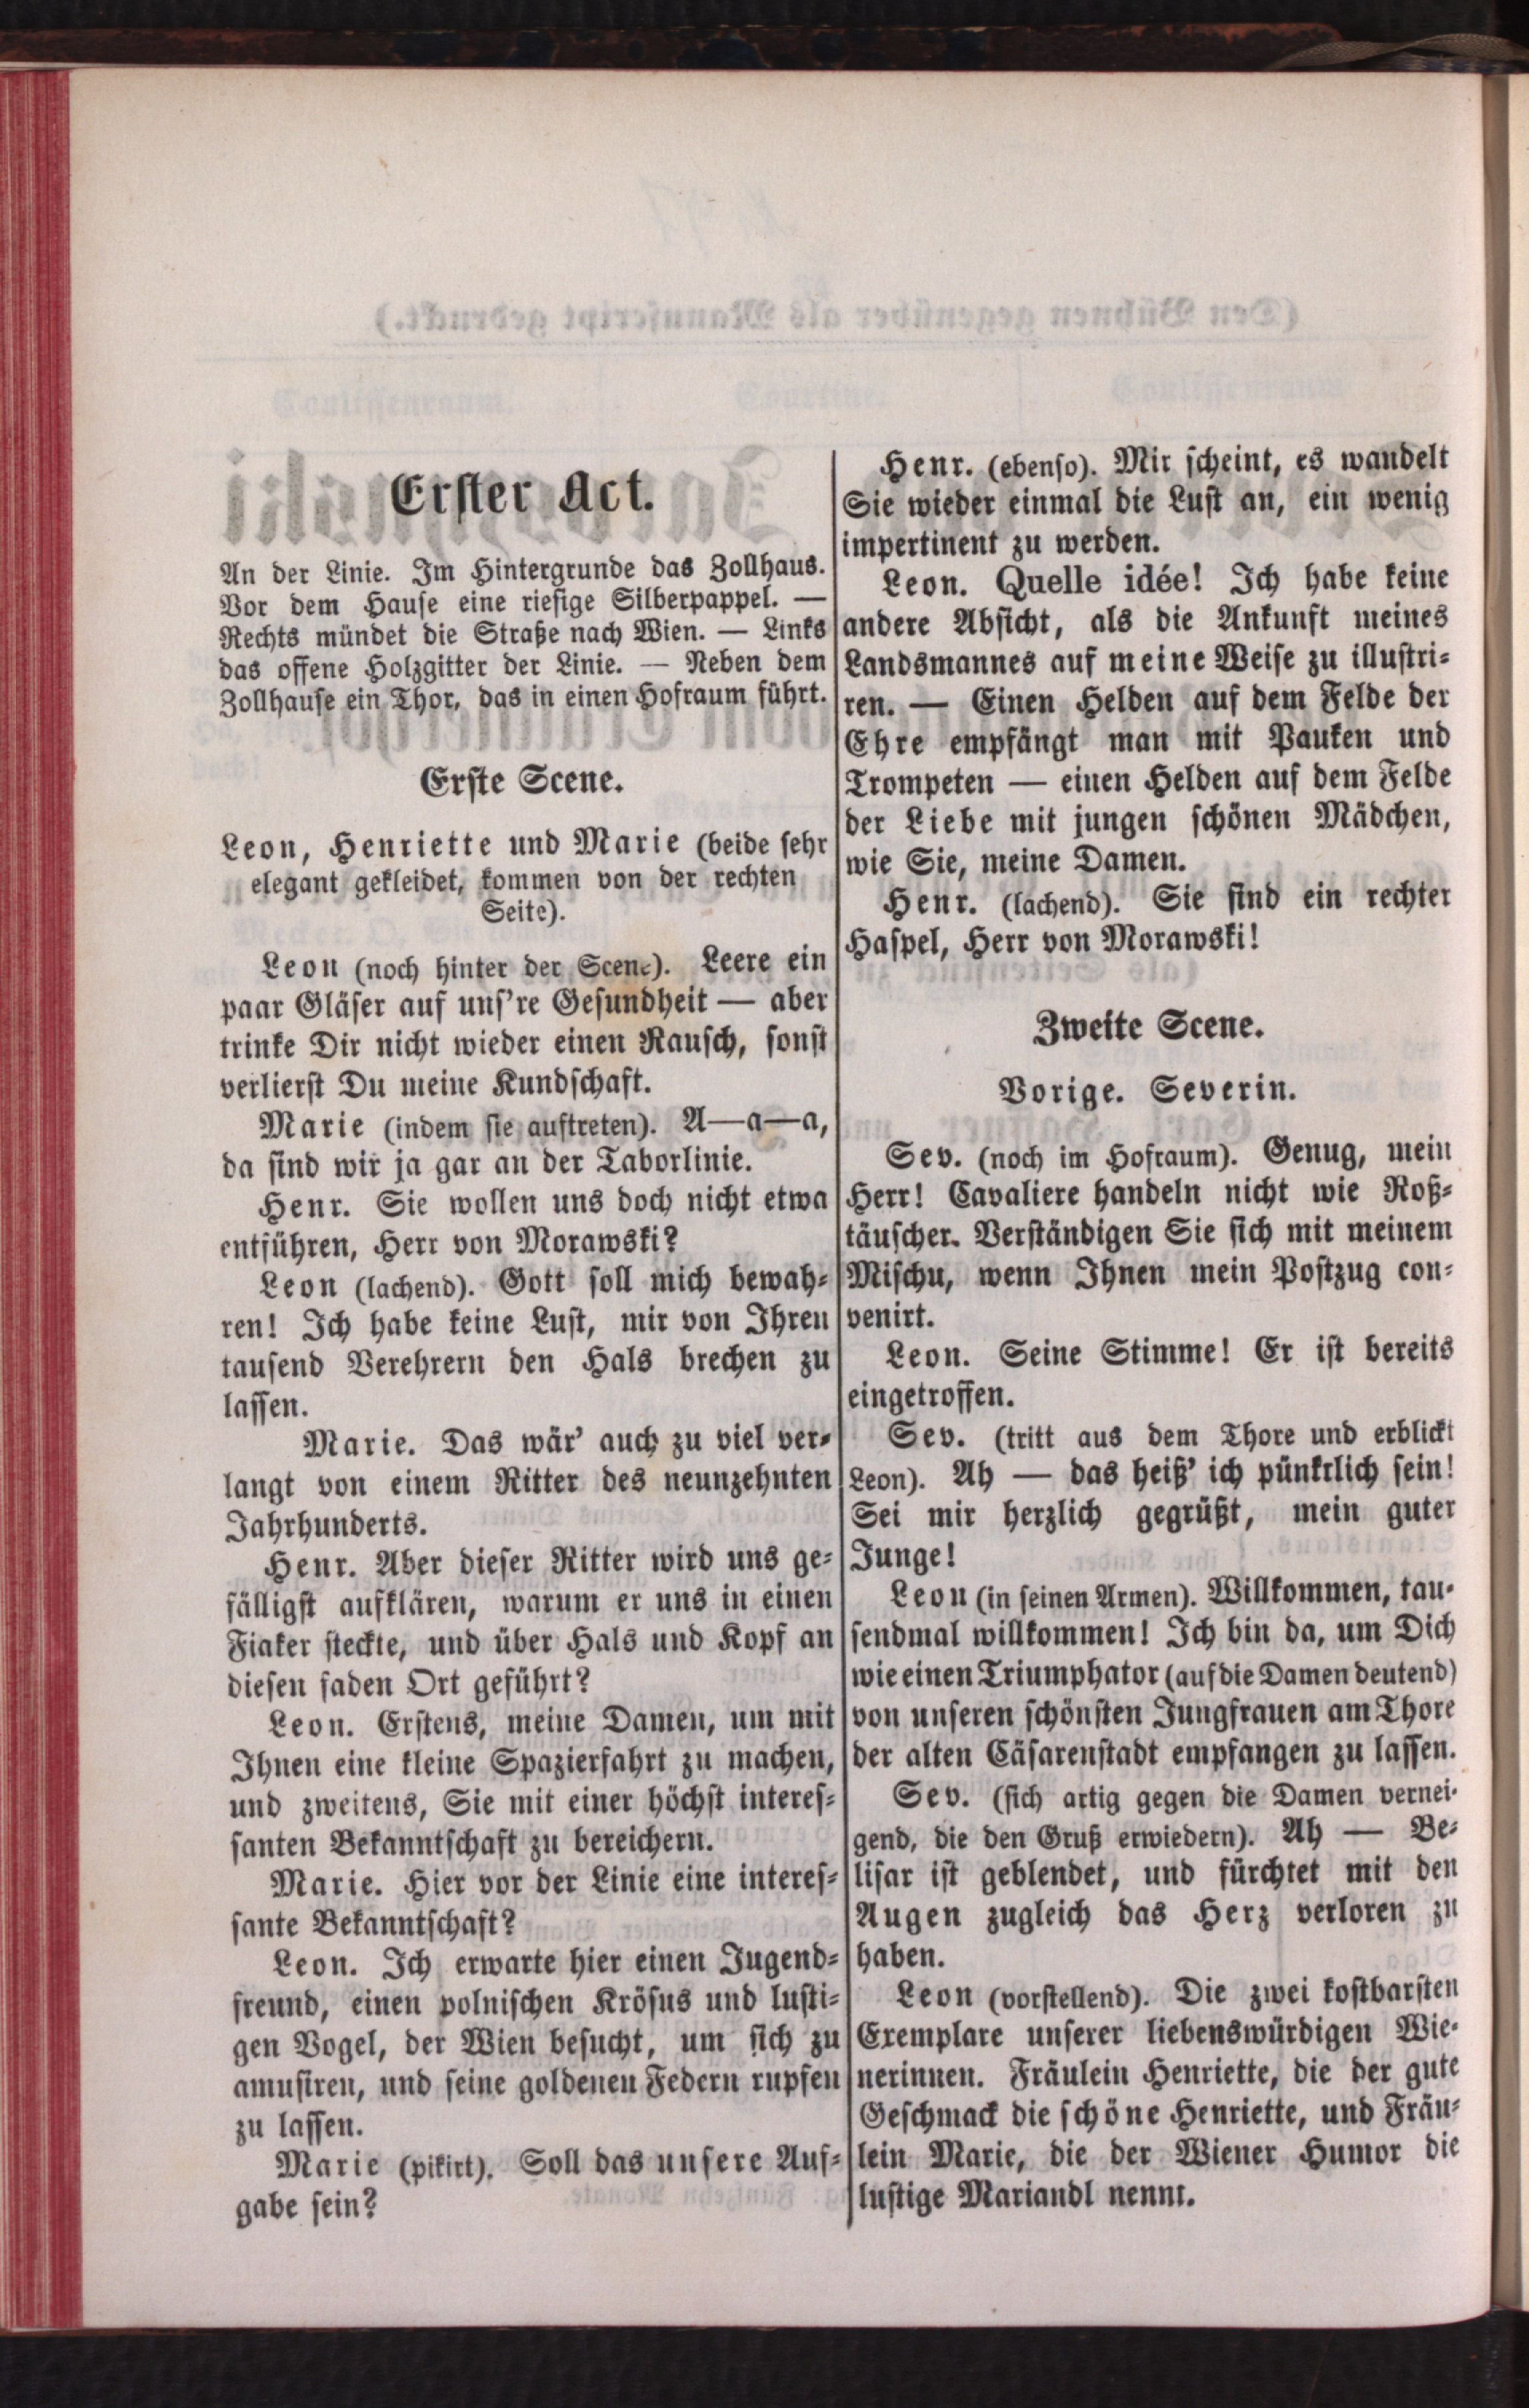 Erster Act.
An der Linie. Im Hintergrunde das Zollhaus.
Vor dem Hause eine riesige Silberpappel. —
Rechts mündet die Straße nach Wien. — Links
das offene Holzgitter der Linie. — Neben dem
Zollhause ein Thor, das in einen Hofraum führt.
Erste Scene.
Leon, Henriette und Marie (beide sehr
elegant gekleidet, kommen von der rechten
Seite).
Leon (noch hinter der Scene). Leere ein
paar Gläser auf uns're Gesundheit — aber
trinke Dir nicht wieder einen Rausch, sonst
verlierst Du meine Kundschaft.
Marie (indem sie auftreten). A—a—a,
da sind wir ja gar an der Taborlinie.
Henr. Sie wollen uns doch nicht etwa
entführen, Herr von Morawski?
Leon (lachend). Gott soll mich bewah-
ren! Ich habe keine Lust, mir von Ihren
tausend Verehrern den Hals brechen zu
lassen.
Marie. Das wär' auch zu viel ver-
langt von einem Ritter des neunzehnten
Jahrhunderts.
Henr. Aber dieser Ritter wird uns ge-
fälligst aufklären, warum er uns in einen
Fiaker steckte, und über Hals und Kopf an
diesen faden Ort geführt?
Leon. Erstens, meine Damen, um mit
Ihnen eine kleine Spazierfahrt zu machen,
und zweitens, Sie mit einer höchst interes-
santen Bekanntschaft zu bereichern.
Marie. Hier vor der Linie eine interes-
sante Bekanntschaft?
Leon. Ich erwarte hier einen Jugend-
freund, einen polnischen Krösus und lusti-
gen Vogel, der Wien besucht, um sich zu
amusiren, und seine goldenen Federn rupfen
zu lassen.
Marie (pikirt). Soll das unsere Auf-
gabe sein?
Henr. (ebenso). Mir scheint, es wandelt
Sie wieder einmal die Lust an, ein wenig
impertinent zu werden.
Leon. Quelle idée! Ich habe keine
andere Absicht, als die Ankunft meines
Landsmannes auf meine Weise zu illustri-
ren. — Einen Helden auf dem Felde der
Ehre empfängt man mit Pauken und
Trompeten — einen Helden auf dem Felde
der Liebe mit jungen schönen Mädchen,
wie Sie, meine Damen.
Henr. (lachend). Sie sind ein rechter
Haspel, Herr von Morawski!
Zweite Scene.
Vorige. Severin.
Sev. (noch im Hofraum). Genug, mein
Herr! Cavaliere handeln nicht wie Roß-
täuscher. Verständigen Sie sich mit meinem
Mischu, wenn Ihnen mein Postzug con-
venirt.
Leon. Seine Stimme! Er ist bereits
eingetroffen.
Sev. (tritt aus dem Thore und erblickt
Leon). Ah — das heiß' ich pünktlich sein!
Sei mir herzlich gegrüßt, mein guter
Junge!
Leon (in seinen Armen). Willkommen, tau-
sendmal willkommen! Ich bin da, um Dich
wie einen Triumphator (auf die Damen deutend)
von unseren schönsten Jungfrauen am Thore
der alten Cäsarenstadt empfangen zu lassen.
Sev. (sich artig gegen die Damen vernei-
gend, die den Gruß erwiedern). Ah — Be-
lisar ist geblendet, und fürchtet mit den
Augen zugleich das Herz verloren zu
haben.
Leon (vorstellend). Die zwei kostbarsten
Exemplare unserer liebenswürdigen Wie-
nerinnen. Fräulein Henriette, die der gute
Geschmack die schöne Henriette, und Fräu-
lein Marie, die der Wiener Humor die
lustige Mariandl nennt.